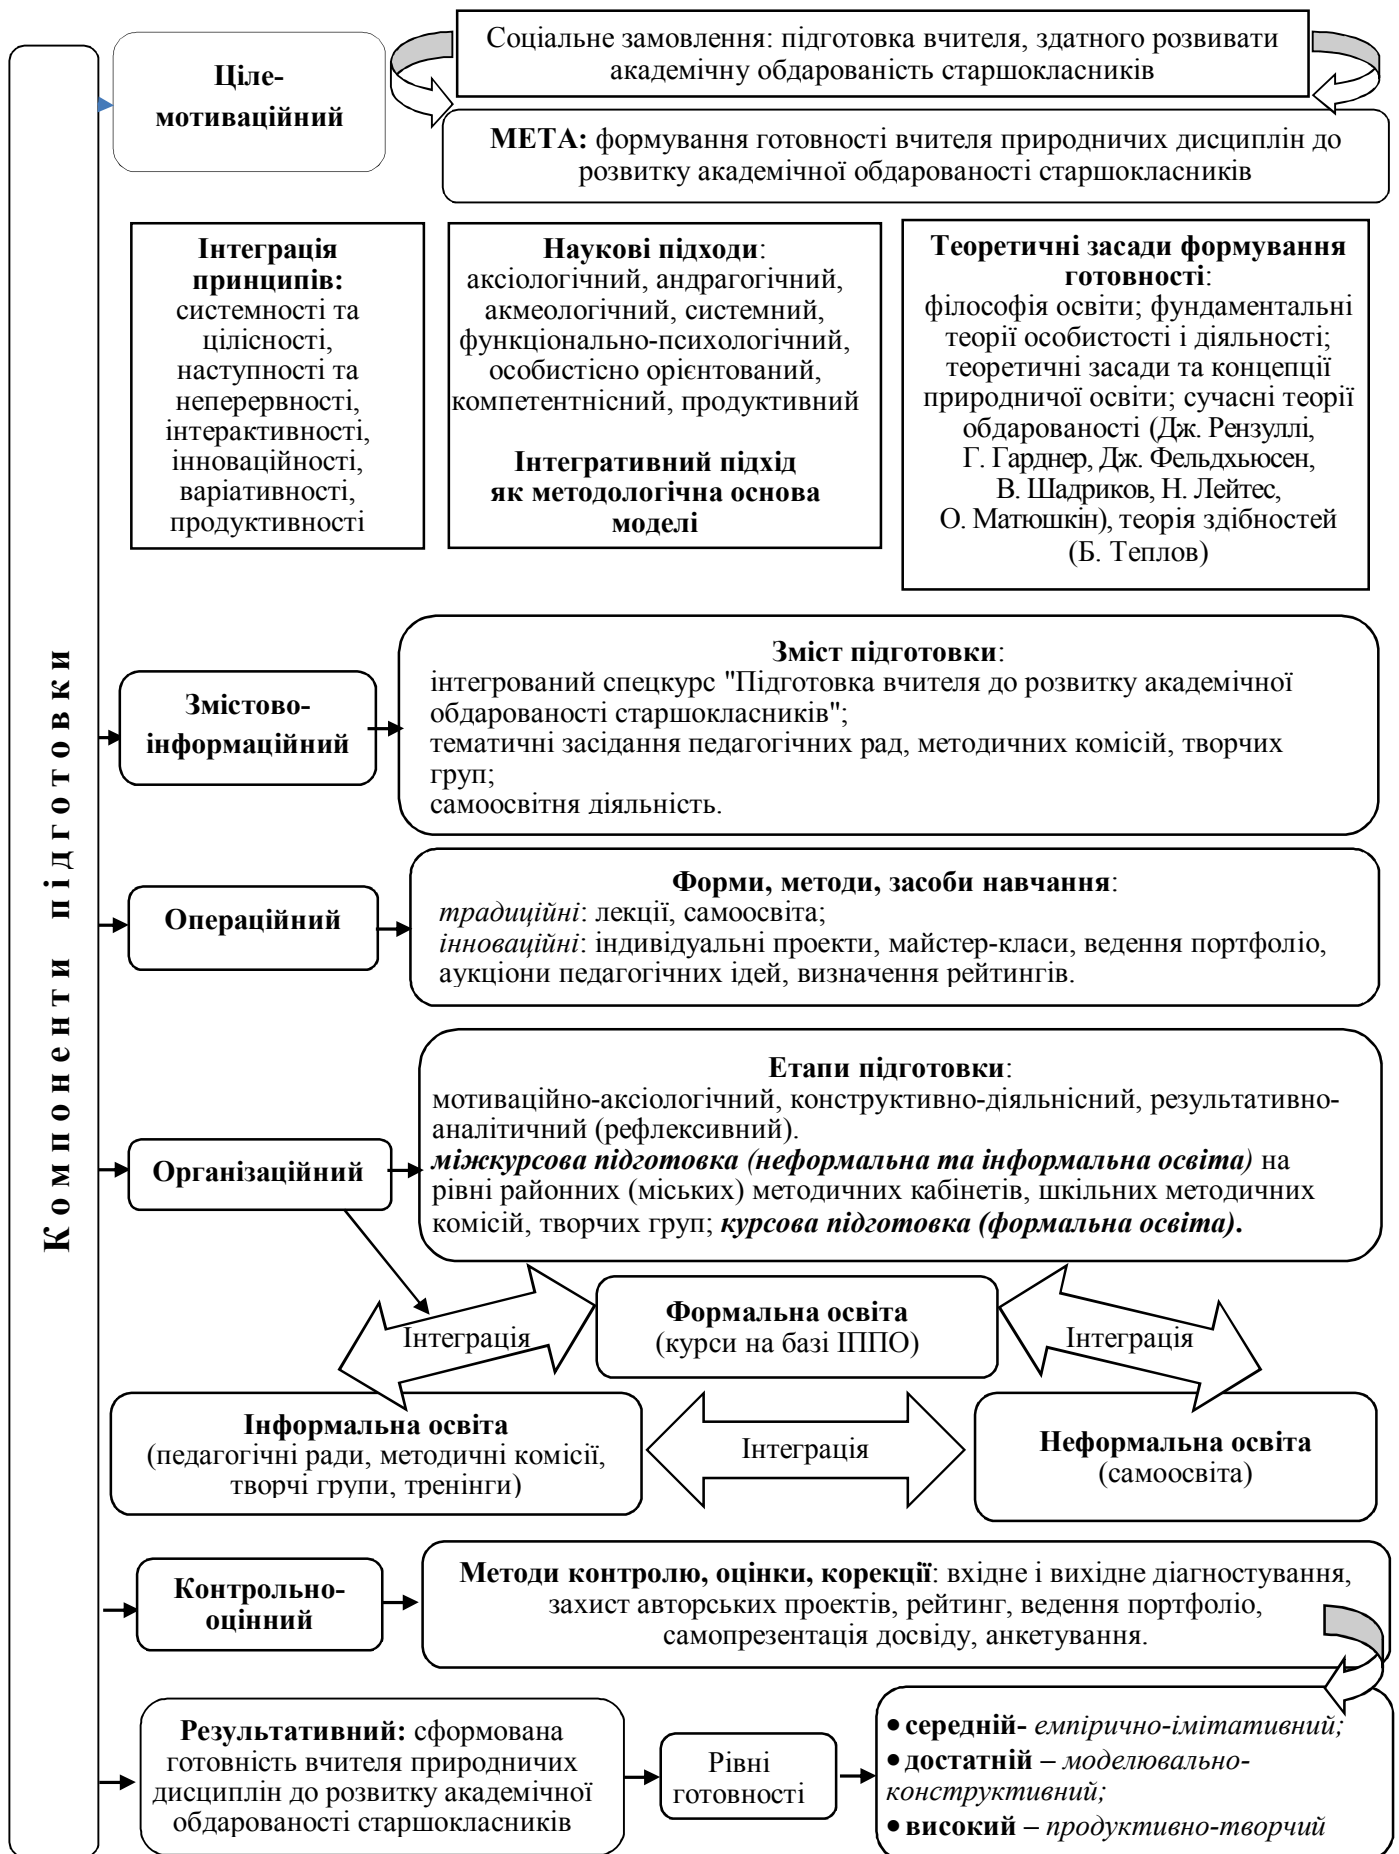 Компоненти підготовки
Ціле-
мотиваційний
Соціальне замовлення: підготовка вчителя, здатного розвивати
академічну обдарованість старшокласників
МЕТА: формування готовності вчителя природничих дисциплін до
розвитку академічної обдарованості старшокласників
Інтеграція
принципів:
системності та
цілісності,
наступності та
неперервності,
інтерактивності,
інноваційності,
варіативності,
продуктивності
Наукові підходи:
аксіологічний, андрагогічний,
акмеологічний, системний,
функціонально-психологічний,
особистісно орієнтований,
компетентнісний, продуктивний
Інтегративний підхід
як методологічна основа
моделі
Теоретичні засади формування
готовності:
філософія освіти; фундаментальні
теорії особистості і діяльності;
теоретичні засади та концепції
природничої освіти; сучасні теорії
обдарованості (Дж. Рензуллі,
Г. Гарднер, Дж. Фельдхьюсен,
В. Шадриков, Н. Лейтес,
О. Матюшкін), теорія здібностей
(Б. Теплов)
Змістово-
інформаційний
Зміст підготовки:
інтегрований спецкурс "Підготовка вчителя до розвитку академічної
обдарованості старшокласників";
тематичні засідання педагогічних рад, методичних комісій, творчих
груп;
самоосвітня діяльність.
Операційний
Форми, методи, засоби навчання:
традиційні: лекції, самоосвіта;
інноваційні: індивідуальні проекти, майстер-класи, ведення портфоліо,
аукціони педагогічних ідей, визначення рейтингів.
Організаційний
Етапи підготовки:
мотиваційно-аксіологічний, конструктивно-діяльнісний, результативно-
аналітичний (рефлексивний).
міжкурсова підготовка (неформальна та інформальна освіта) на
рівні районних (міських) методичних кабінетів, шкільних методичних
комісій, творчих груп; курсова підготовка (формальна освіта).
Інтеграція
Формальна освіта
(курси на базі ІППО)
Інтеграція
Інформальна освіта
(педагогічні ради, методичні комісії,
творчі групи, тренінги)
Інтеграція
Неформальна освіта
(самоосвіта)
Контрольно-
оцінний
Методи контролю, оцінки, корекції: вхідне і вихідне діагностування,
захист авторських проектів, рейтинг, ведення портфоліо,
самопрезентація досвіду, анкетування.
Результативний: сформована
готовність вчителя природничих
дисциплін до розвитку академічної
обдарованості старшокласників
Рівні
готовності
• середній- емпірично-імітативний;
• достатній – моделювально-
конструктивний;
• високий – продуктивно-творчий